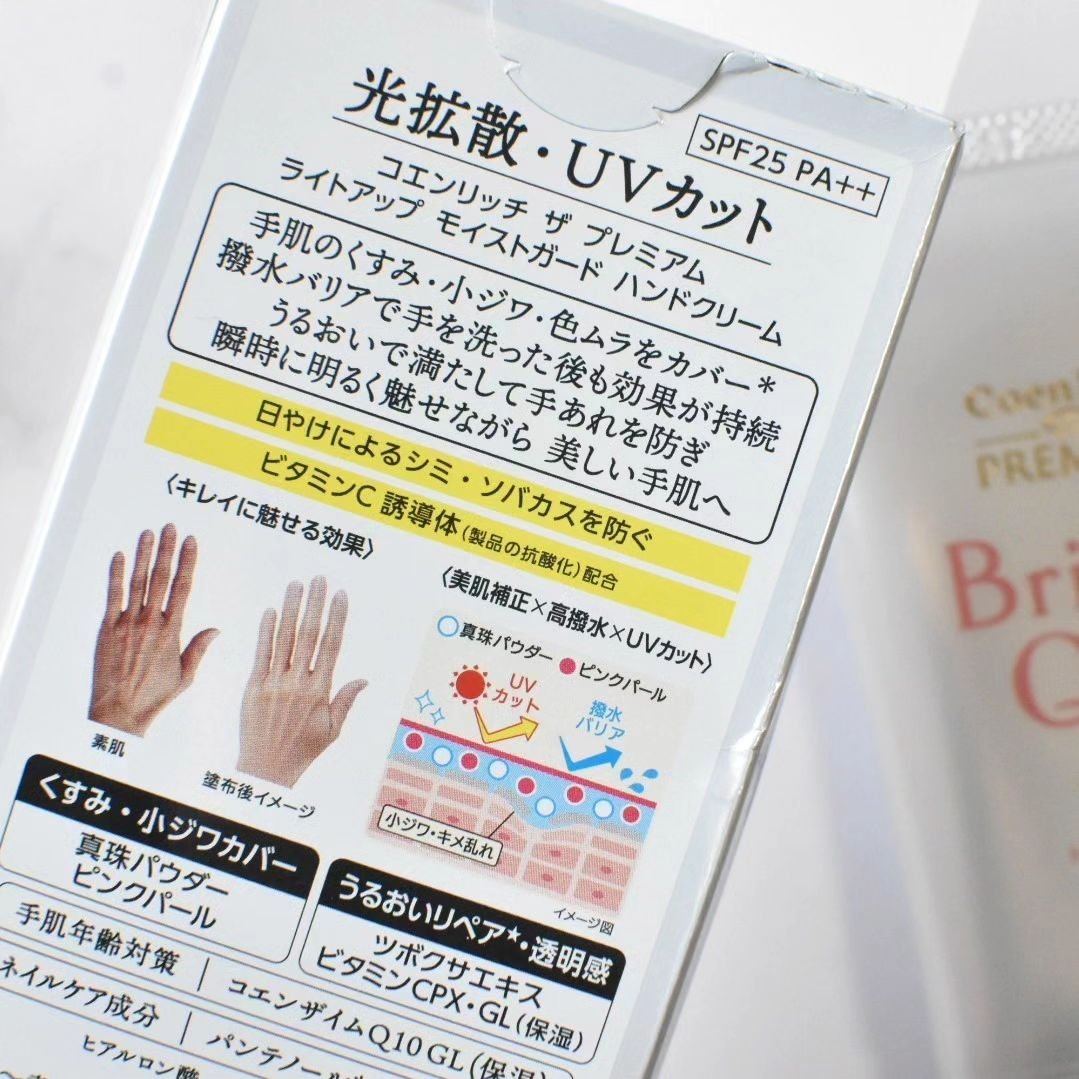 光拡散・UVカット
SPF25 PA++
コエンリッチ ザ プレミアム
ライトアップ モイストガード ハンドクリーム
手肌のくすみ・小ジワ・色ムラをカバー*
撥水バリアで手を洗った後も効果が持続
うるおいで満たして手あれを防ぎ
瞬時に明るく魅せながら 美しい手肌へ
日やけによるシミ・ソバカスを防ぐ
ビタミンC 誘導体(製品の抗酸化)配合
〈キレイに魅せる効果〉
素肌
塗布後イメージ
〈美肌補正×高撥水×UVカット〉
真珠パウダー ピンクパール
UV
カット
撥水
バリア
小ジワ・キメ乱れ
イメージ図
くすみ・小ジワカバー
真珠パウダー
ピンクパール
うるおいリペア★・透明感
ツボクサエキス
ビタミンCPX・GL(保湿)
手肌年齢対策 | コエンザイムQ10 GL(保湿)
ネイルケア成分 | パンテノール
ヒアルロン酸
Coen
PREM
Bri
Q